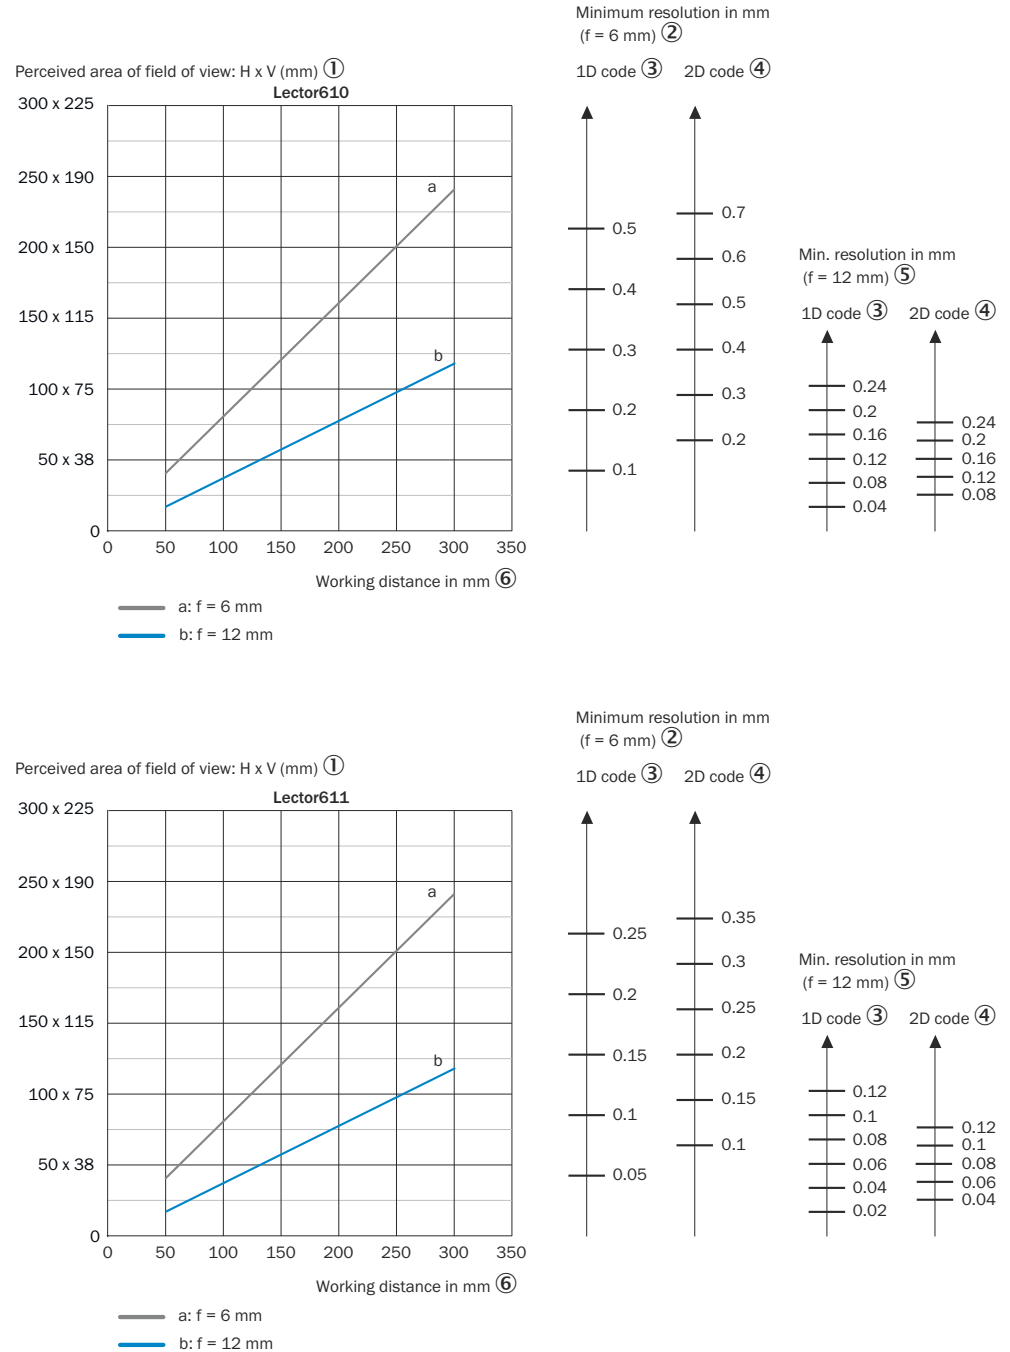 Minimum resolution in mm
(f = 6 mm) ②
Perceived area of field of view: H x V (mm) ①
1D code ③ 2D code ④
Lector610
300 x 225
250 x 190
200 x 150
150 x 115
100 x 75
50 x 38
0
a
b
0 50 100 150 200 250 300 350
Working distance in mm ⑥
a: f = 6 mm
b: f = 12 mm
0.5
0.4
0.3
0.2
0.1
0.7
0.6
0.5
0.4
0.3
0.2
Min. resolution in mm
(f = 12 mm) ⑤
1D code ③ 2D code ④
0.24
0.2
0.16
0.12
0.08
0.04
0.24
0.2
0.16
0.12
0.08
Minimum resolution in mm
(f = 6 mm) ②
Perceived area of field of view: H x V (mm) ①
1D code ③ 2D code ④
Lector611
300 x 225
250 x 190
200 x 150
150 x 115
100 x 75
50 x 38
0
a
b
0 50 100 150 200 250 300 350
Working distance in mm ⑥
a: f = 6 mm
b: f = 12 mm
0.25
0.2
0.15
0.1
0.05
0.35
0.3
0.25
0.2
0.15
0.1
Min. resolution in mm
(f = 12 mm) ⑤
1D code ③ 2D code ④
0.12
0.1
0.08
0.06
0.04
0.02
0.12
0.1
0.08
0.06
0.04